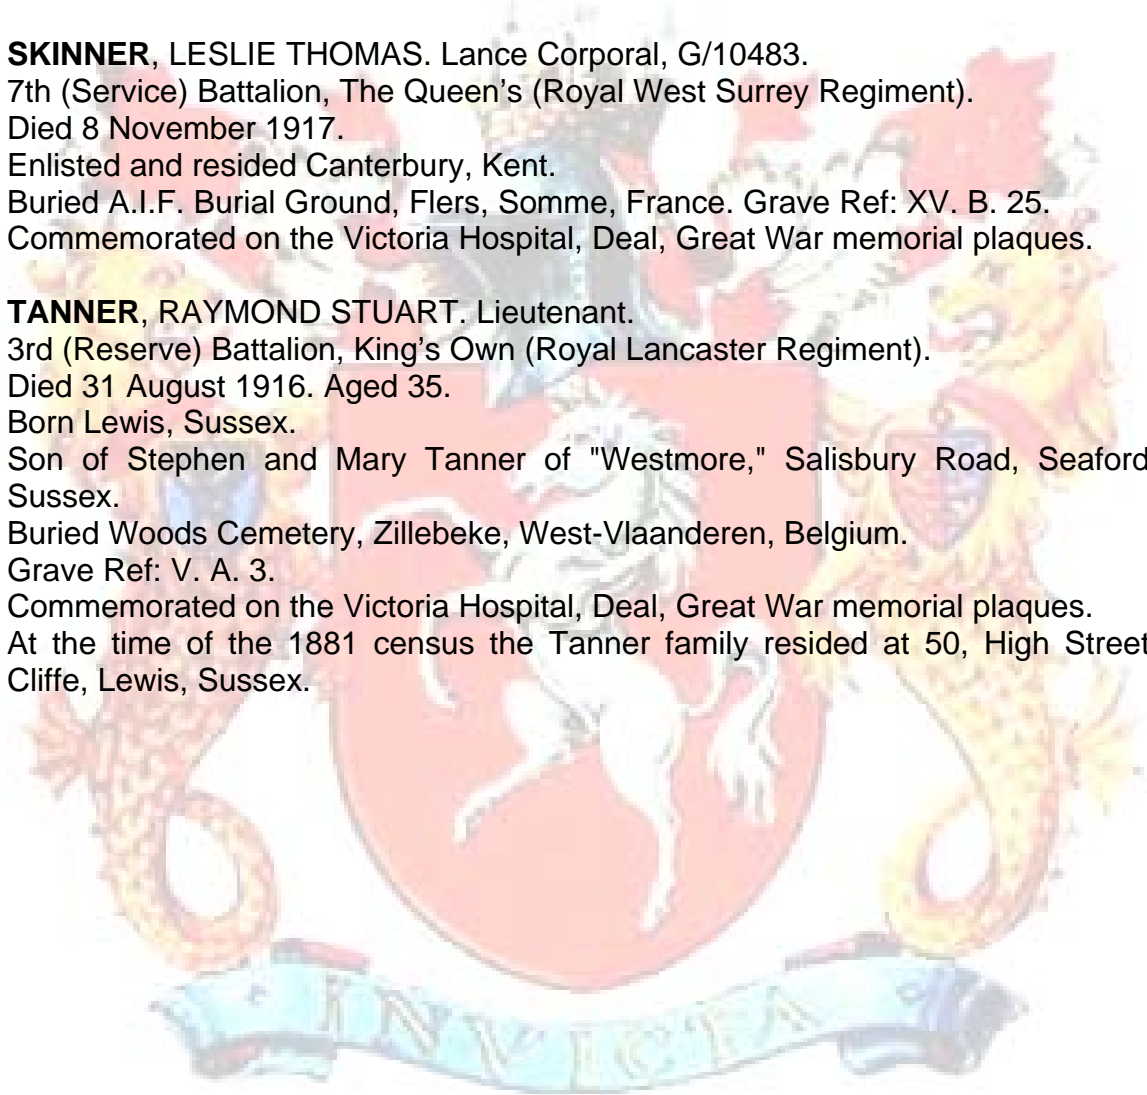 SKINNER, LESLIE THOMAS. Lance Corporal, G/10483.
7th (Service) Battalion, The Queen’s (Royal West Surrey Regiment).
Died 8 November 1917.
Enlisted and resided Canterbury, Kent.
Buried A.I.F. Burial Ground, Flers, Somme, France. Grave Ref: XV. B. 25.
Commemorated on the Victoria Hospital, Deal, Great War memorial plaques.
TANNER, RAYMOND STUART. Lieutenant.
3rd (Reserve) Battalion, King’s Own (Royal Lancaster Regiment).
Died 31 August 1916. Aged 35.
Born Lewis, Sussex.
Son of Stephen and Mary Tanner of "Westmore," Salisbury Road, Seaford
Sussex.
Buried Woods Cemetery, Zillebeke, West-Vlaanderen, Belgium.
Grave Ref: V. A. 3.
Commemorated on the Victoria Hospital, Deal, Great War memorial plaques.
At the time of the 1881 census the Tanner family resided at 50, High Street
Cliffe, Lewis, Sussex.
INVICTA